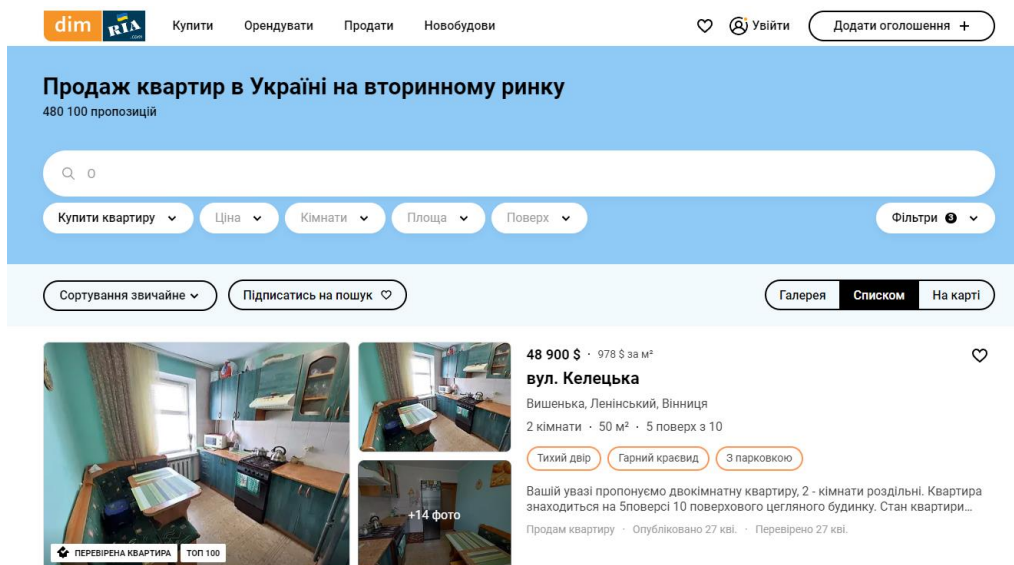 dim RIA .com
Купити Орендувати Продати Новобудови Увійти Додати оголошення +
Продаж квартир в Україні на вторинному ринку
480 100 пропозицій
О
Купити квартиру Ціна Кімнати Площа Поверх Фільтри 3
Сортування звичайне Підписатись на пошук Галерея Списком На карті
48 900 $ · 978 $ за м²
вул. Келецька
Вишенька, Ленінський, Вінниця
2 кімнати · 50 м² · 5 поверх з 10
Тихий двір Гарний краєвид З парковкою
Вашій увазі пропонуємо двокімнатну квартиру, 2 - кімнати роздільні. Квартира
знаходиться на 5поверсі 10 поверхового цегляного будинку. Стан квартири...
Продам квартиру · Опубліковано 27 кві. · Перевірено 27 кві.
+14 фото
ПЕРЕВІРЕНА КВАРТИРА ТОП 100